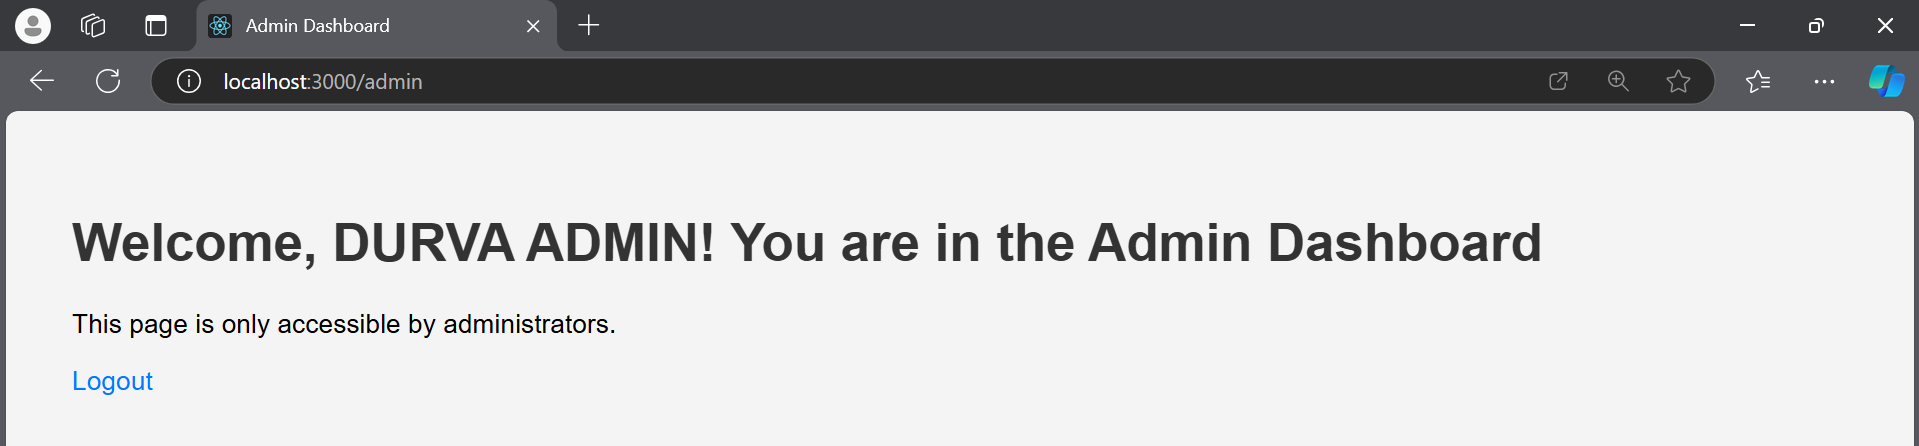 Admin Dashboard
localhost:3000/admin
Welcome, DURVA ADMIN! You are in the Admin Dashboard
This page is only accessible by administrators.
Logout